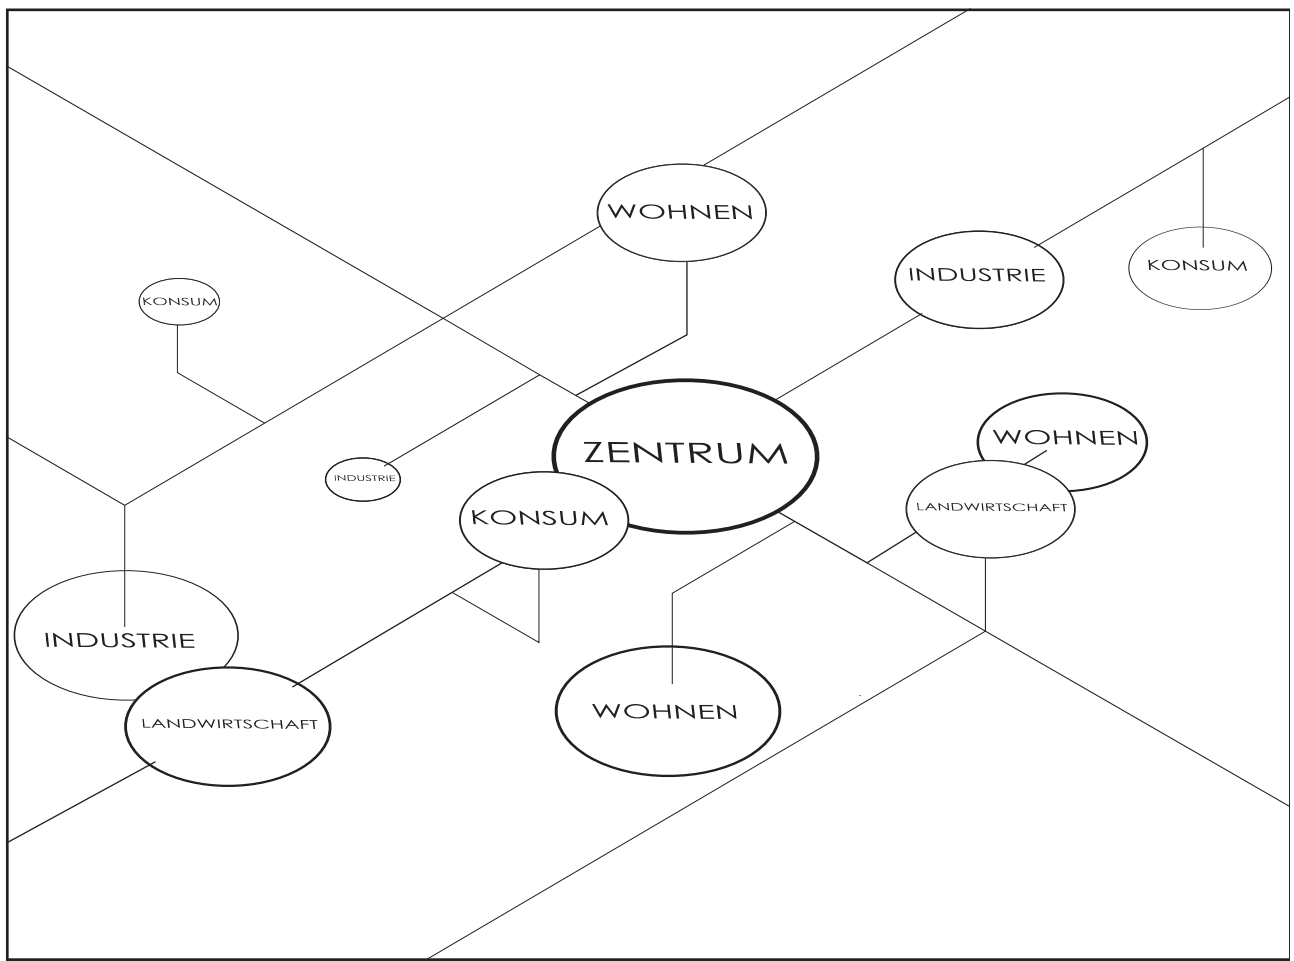 WOHNEN
INDUSTRIE
KONSUM
KONSUM
WOHNEN
ZENTRUM
INDUSTRIE
LANDWIRTSCHAFT
KONSUM
INDUSTRIE
WOHNEN
LANDWIRTSCHAFT